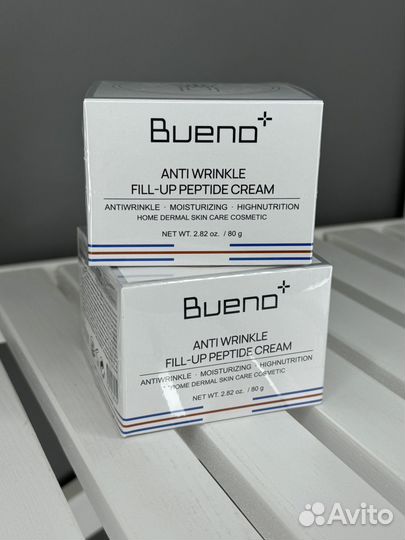 Bueno+
ANTI WRINKLE
FILL-UP PEPTIDE CREAM
ANTIWRINKLE · MOISTURIZING · HIGHNUTRITION
HOME DERMAL SKIN CARE COSMETIC
NET WT. 2.82 oz. / 80 g
Bueno+
ANTI WRINKLE
FILL-UP PEPTIDE CREAM
ANTIWRINKLE · MOISTURIZING · HIGHNUTRITION
HOME DERMAL SKIN CARE COSMETIC
NET WT. 2.82 oz. / 80 g
Avito